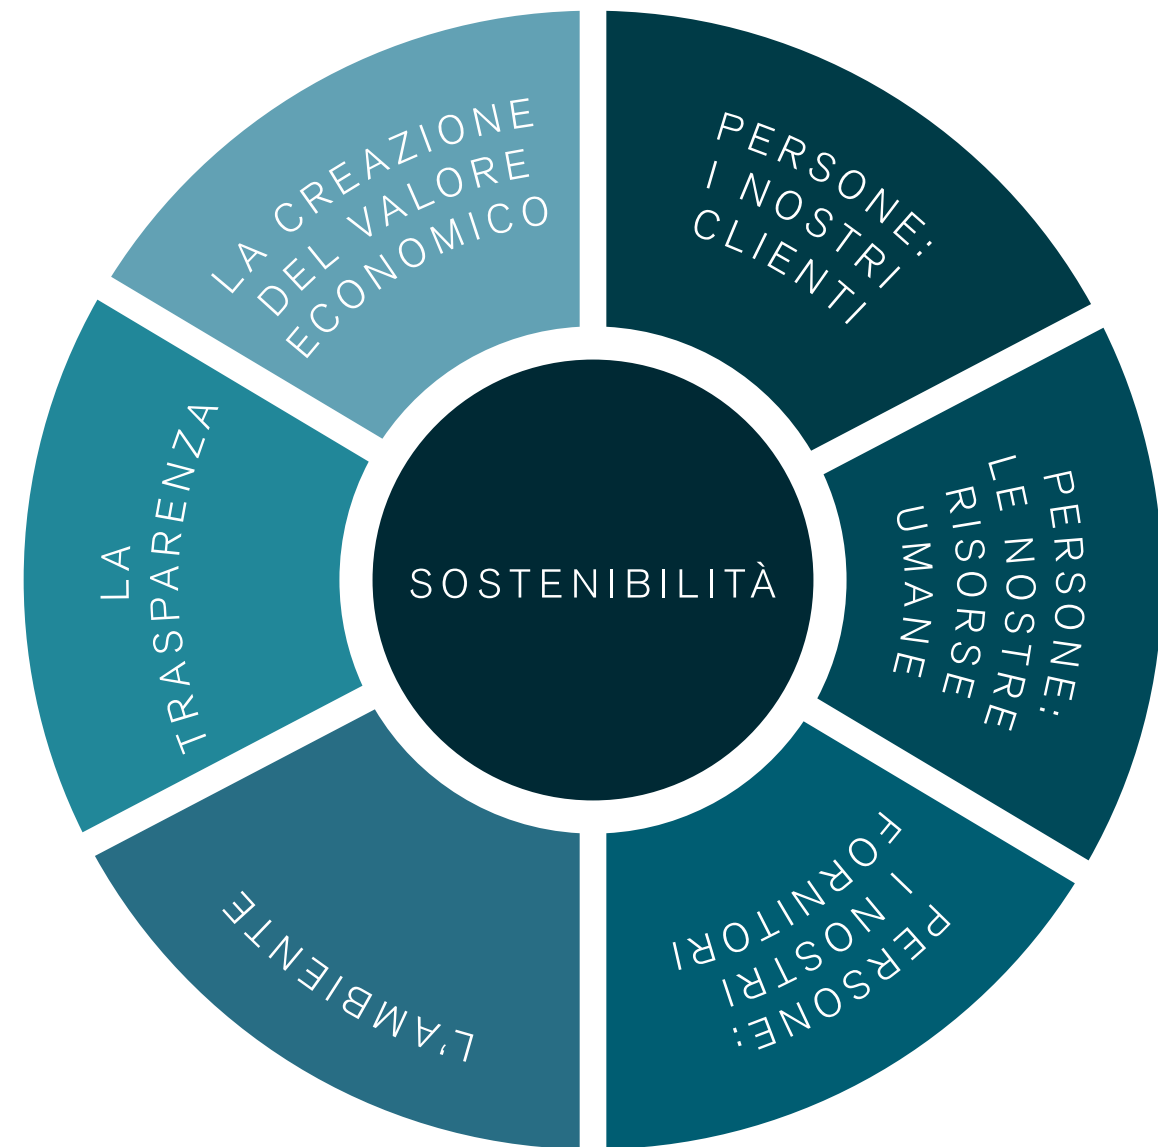 LA CREAZIONE
DEL VALORE
ECONOMICO
PERSONE:
I NOSTRI
CLIENTI
PERSONE:
LE NOSTRE
RISORSE
UMANE
PERSONE:
I NOSTRI
FORNITORI
L'AMBIENTE
LA
TRASPARENZA
SOSTENIBILITÀ